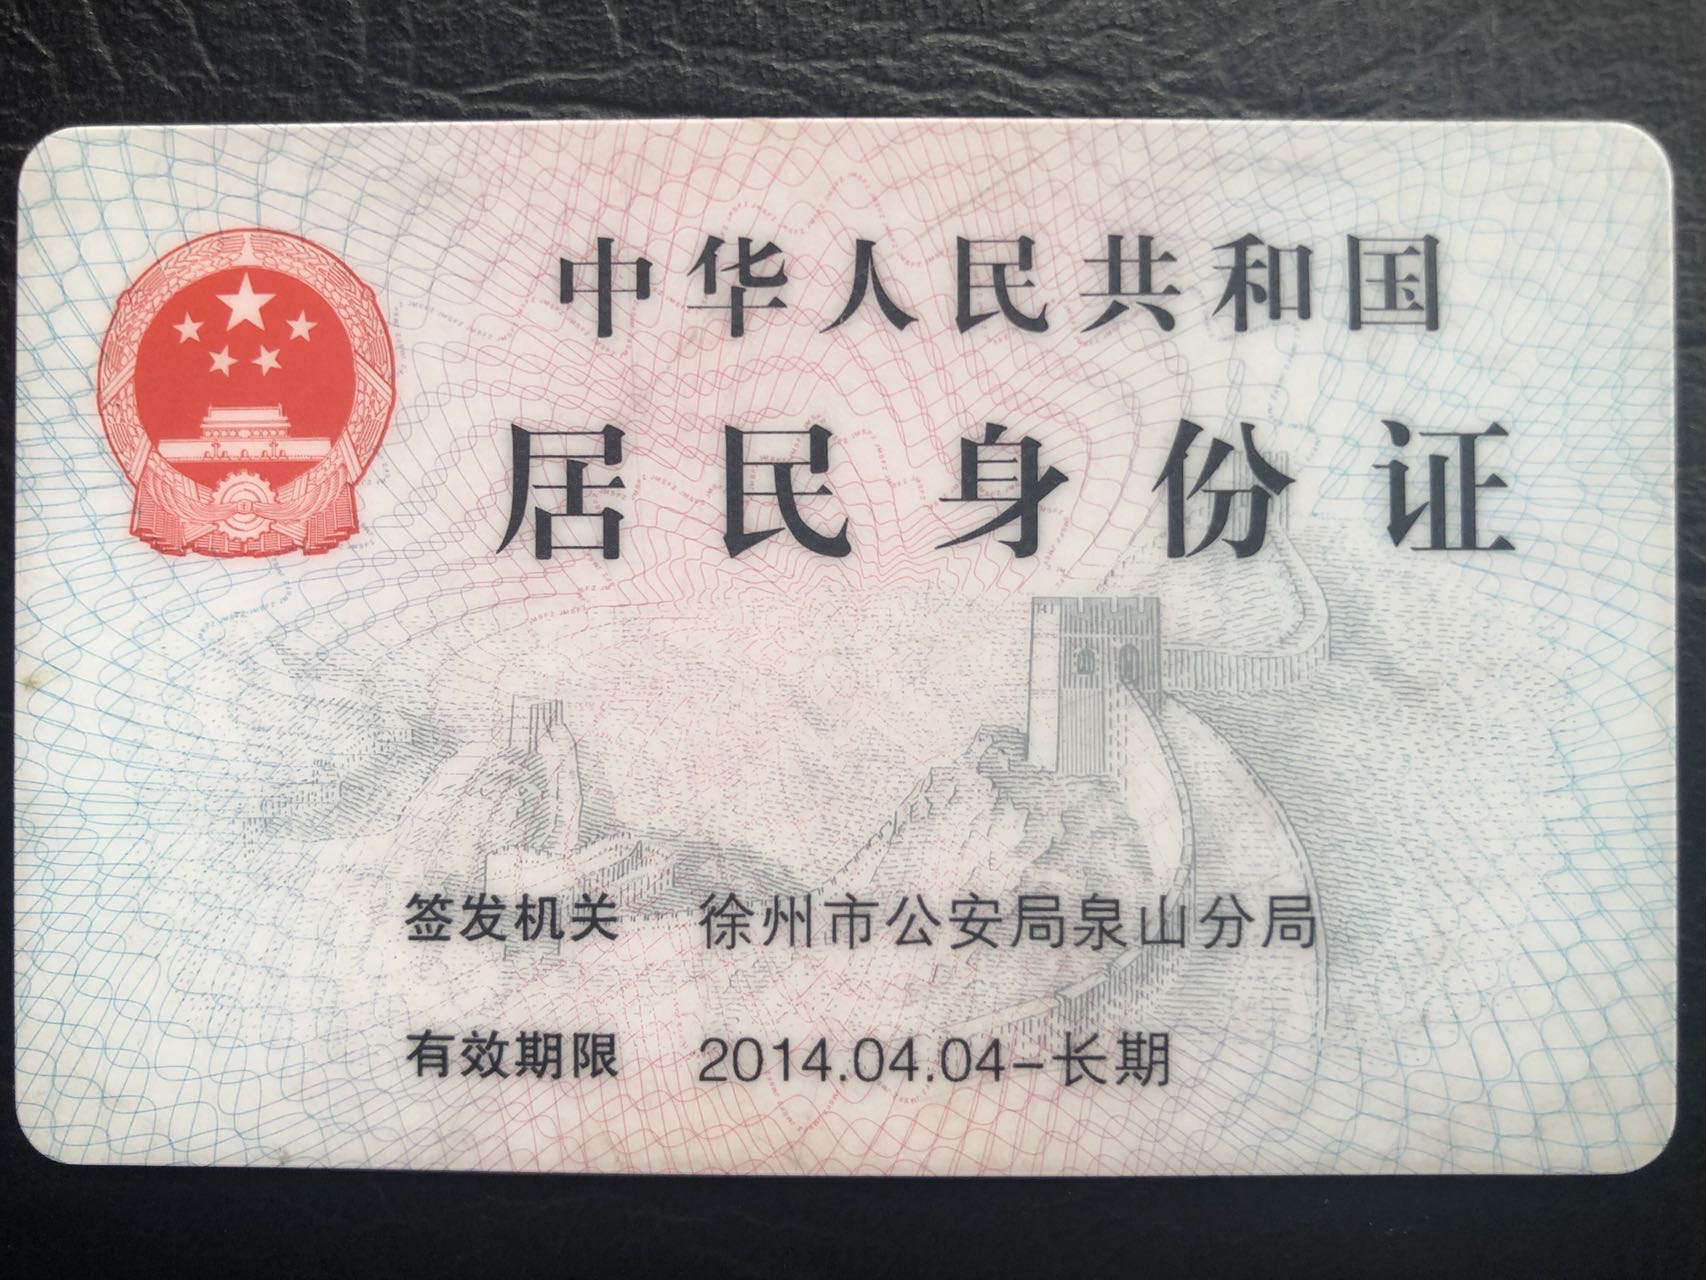 中华人民共和国
居民身份证
签发机关 徐州市公安局泉山分局
有效期限 2014.04.04-长期